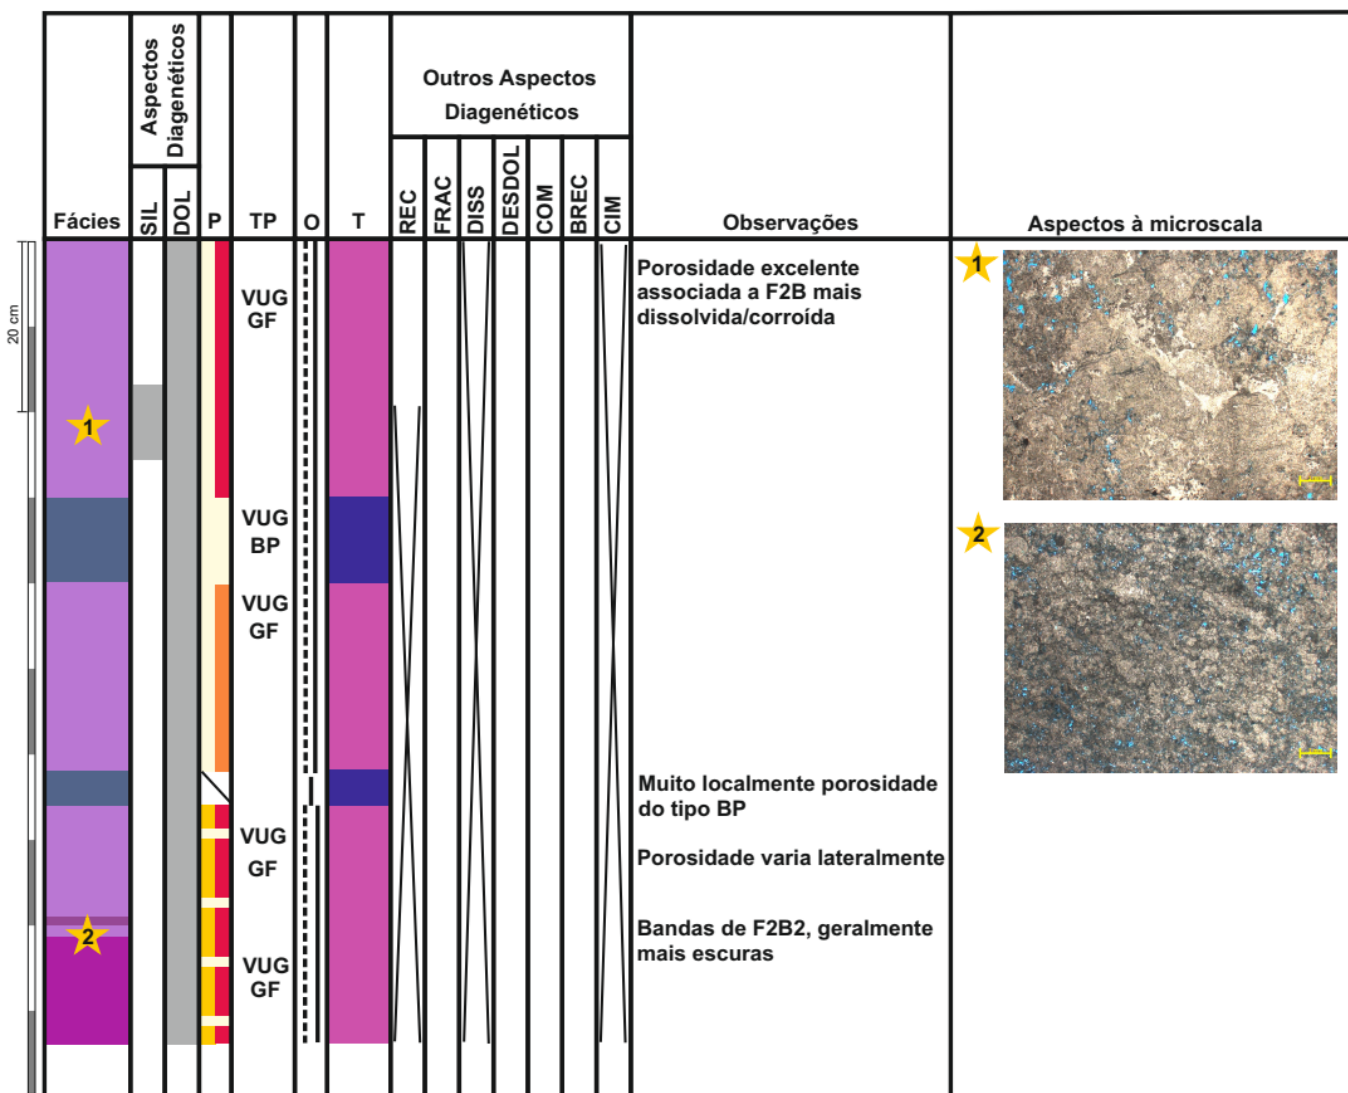 Aspectos
Diagenéticos
Outros Aspectos
Diagenéticos
Fácies
SIL
DOL
P
TP
O
T
REC
FRAC
DISS
DESDOL
COM
BREC
CIM
Observações
Aspectos à microscala
20 cm
VUG
GF
Porosidade excelente
associada a F2B mais
dissolvida/corroída
1
1
VUG
BP
2
VUG
GF
Muito localmente porosidade
do tipo BP
VUG
GF
Porosidade varia lateralmente
2
Bandas de F2B2, geralmente
mais escuras
VUG
GF